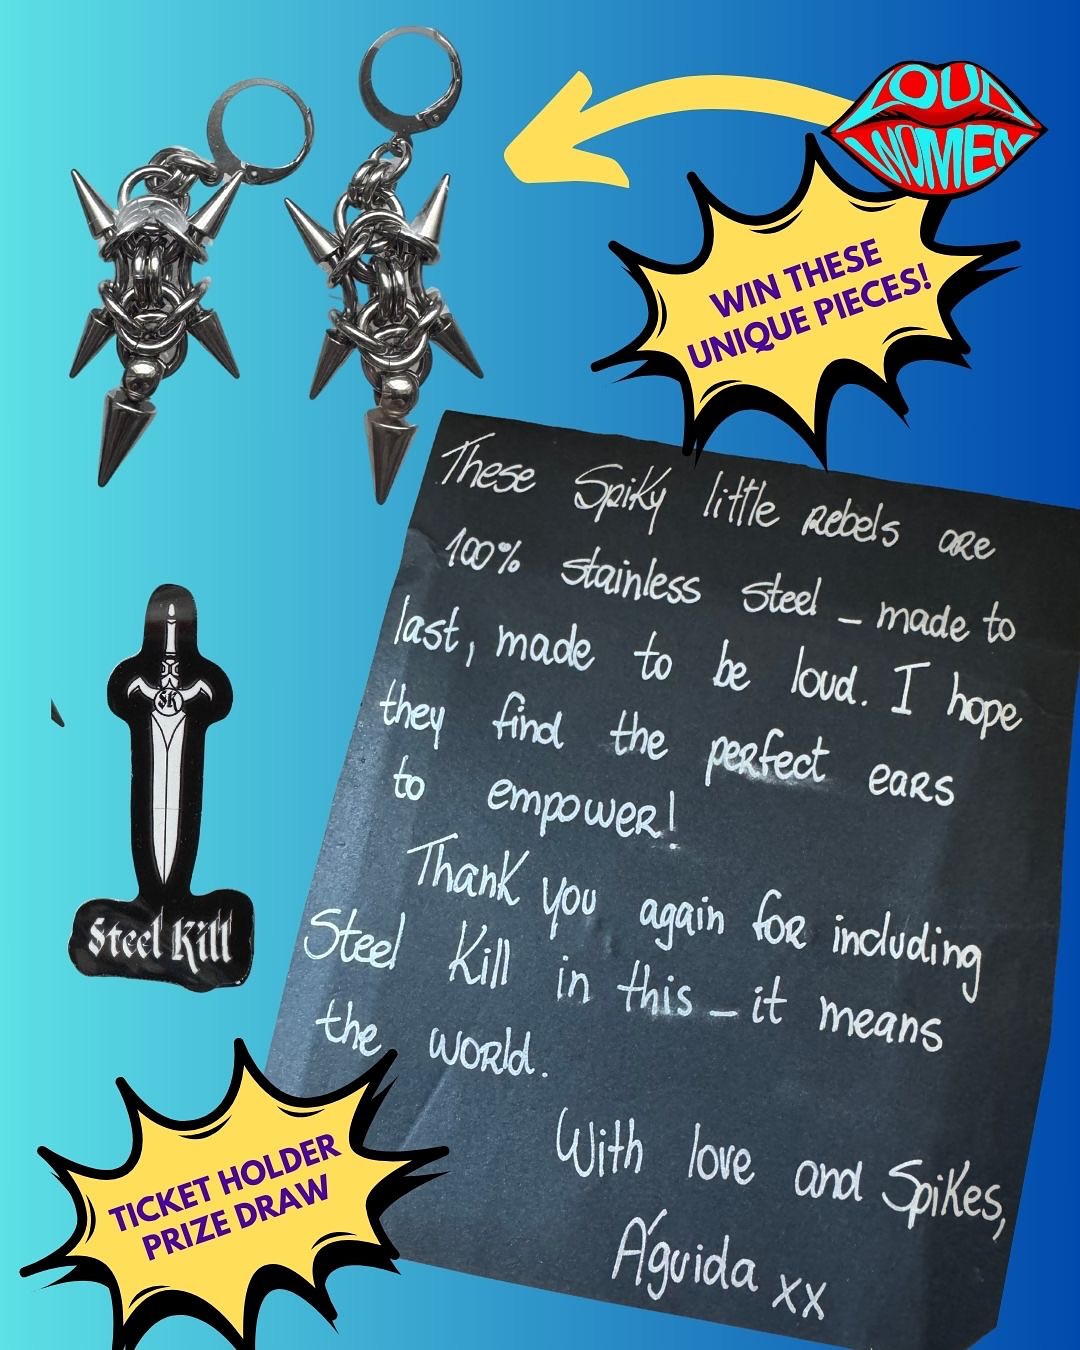 LOUD
WOMEN
WIN THESE
UNIQUE PIECES!
These Spiky little rebels are
100% stainless steel _ made to
last, made to be loud. I hope
they find the perfect ears
to empower!
Thank you again for including
Steel Kill in this _ it means
the world.
With love and Spikes,
Águida xx
SK
Steel Kill
TICKET HOLDER
PRIZE DRAW